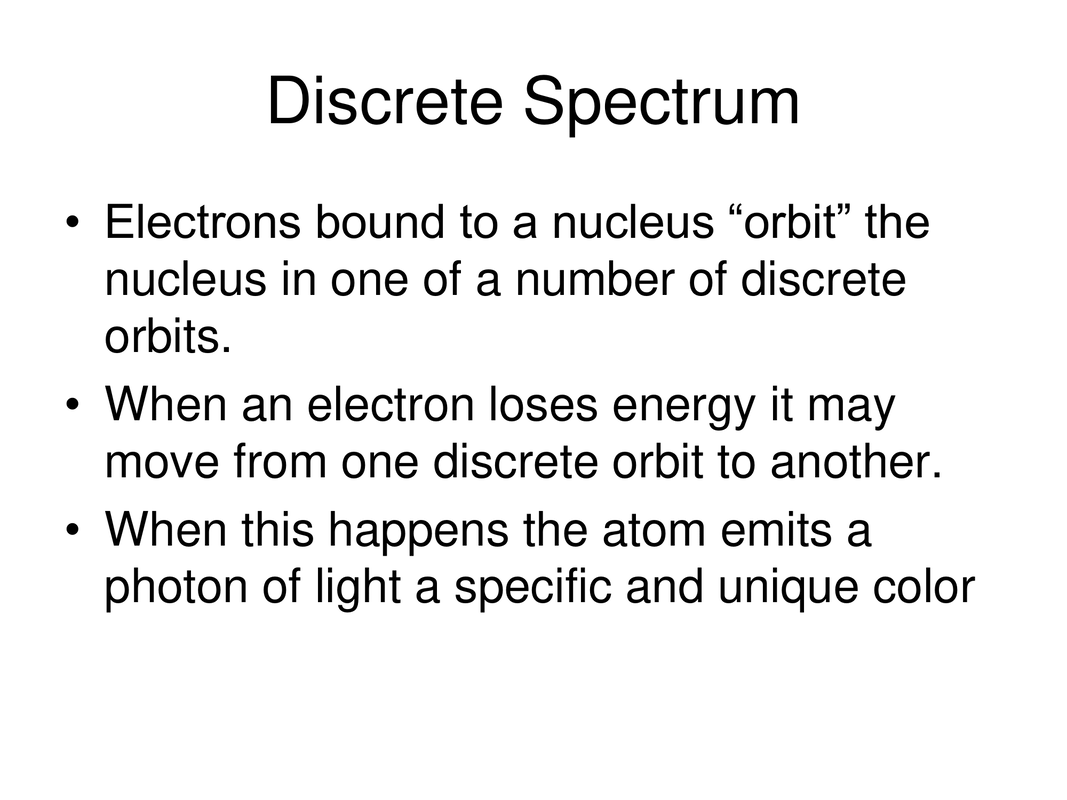 Discrete Spectrum
• Electrons bound to a nucleus “orbit” the
nucleus in one of a number of discrete
orbits.
• When an electron loses energy it may
move from one discrete orbit to another.
• When this happens the atom emits a
photon of light a specific and unique color